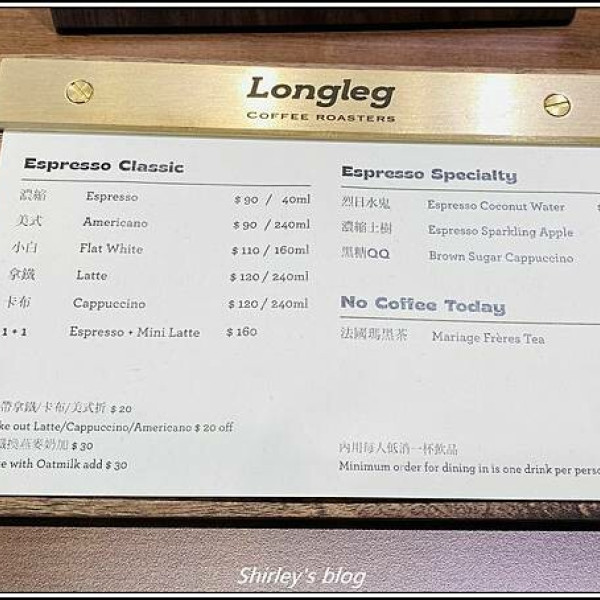 Longleg
COFFEE ROASTERS
Espresso Classic
濃縮 Espresso $ 90 / 40ml
美式 Americano $ 90 / 240ml
小白 Flat White $ 110 / 160ml
拿鐵 Latte $ 120 / 240ml
卡布 Cappuccino $ 120 / 240ml
1 + 1 Espresso + Mini Latte $ 160
帶拿鐵/卡布/美式折 $ 20
ke out Latte/Cappuccino/Americano $ 20 off
鐵換燕麥奶加 $ 30
te with Oatmilk add $ 30
Espresso Specialty
烈日水鬼 Espresso Coconut Water
濃縮上樹 Espresso Sparkling Apple
黑糖QQ Brown Sugar Cappuccino
No Coffee Today
法國瑪黑茶 Mariage Frères Tea
內用每人低消一杯飲品
Minimum order for dining in is one drink per perso
Shirley's blog